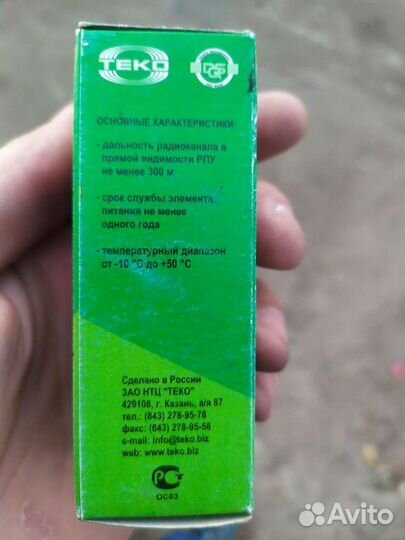 ТЕКО
DQS
ОСНОВНЫЕ ХАРАКТЕРИСТИКИ:
- дальность радиоканала в
прямой видимости РПУ
не менее 300 м
- срок службы элемента
питания не менее
одного года
- температурный диапазон
от -10 °С до +50 °С
Сделано в России
ЗАО НТЦ "ТЕКО"
420108, г. Казань, а/я 87
тел.: (843) 278-95-78
факс: (843) 278-95-58
e-mail: info@teko.biz
web: www.teko.biz
РСТ
ОС03
Avito